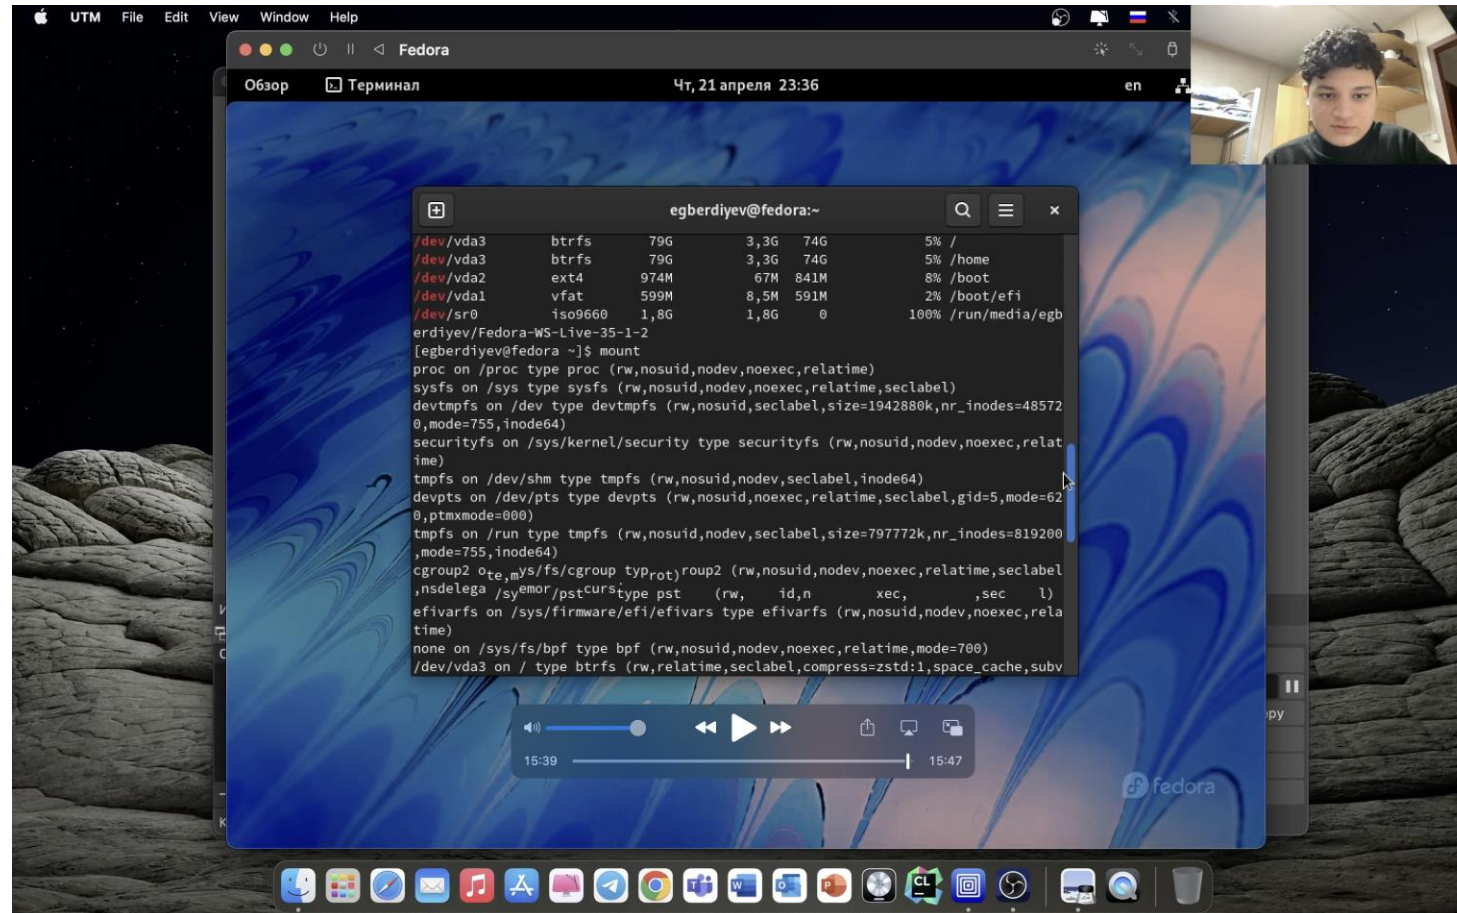 UTM File Edit View Window Help
Fedora
Обзор Терминал Чт, 21 апреля 23:36 en
egberdiyev@fedora:~
/dev/vda3 btrfs 79G 3,3G 74G 5% /
/dev/vda3 btrfs 79G 3,3G 74G 5% /home
/dev/vda2 ext4 974M 67M 841M 8% /boot
/dev/vda1 vfat 599M 8,5M 591M 2% /boot/efi
/dev/sr0 iso9660 1,8G 1,8G 0 100% /run/media/egb
erdiyev/Fedora-WS-Live-35-1-2
[egberdiyev@fedora ~]$ mount
proc on /proc type proc (rw,nosuid,nodev,noexec,relatime)
sysfs on /sys type sysfs (rw,nosuid,nodev,noexec,relatime,seclabel)
devtmpfs on /dev type devtmpfs (rw,nosuid,seclabel,size=1942880k,nr_inodes=48572
0,mode=755,inode64)
securityfs on /sys/kernel/security type securityfs (rw,nosuid,nodev,noexec,relat
ime)
tmpfs on /dev/shm type tmpfs (rw,nosuid,nodev,seclabel,inode64)
devpts on /dev/pts type devpts (rw,nosuid,noexec,relatime,seclabel,gid=5,mode=62
0,ptmxmode=000)
tmpfs on /run type tmpfs (rw,nosuid,nodev,seclabel,size=797772k,nr_inodes=819200
,mode=755,inode64)
cgroup2 ys/fs/cgroup roup2 (rw,nosuid,nodev,noexec,relatime,seclabel
,nsdelega type pst (rw, id,n xec, ,sec l)
efivarfs on /sys/firmware/efi/efivars type efivarfs (rw,nosuid,nodev,noexec,rela
time)
none on /sys/fs/bpf type bpf (rw,nosuid,nodev,noexec,relatime,mode=700)
/dev/vda3 on / type btrfs (rw,relatime,seclabel,compress=zstd:1,space_cache,subv
15:39 15:47
fedora